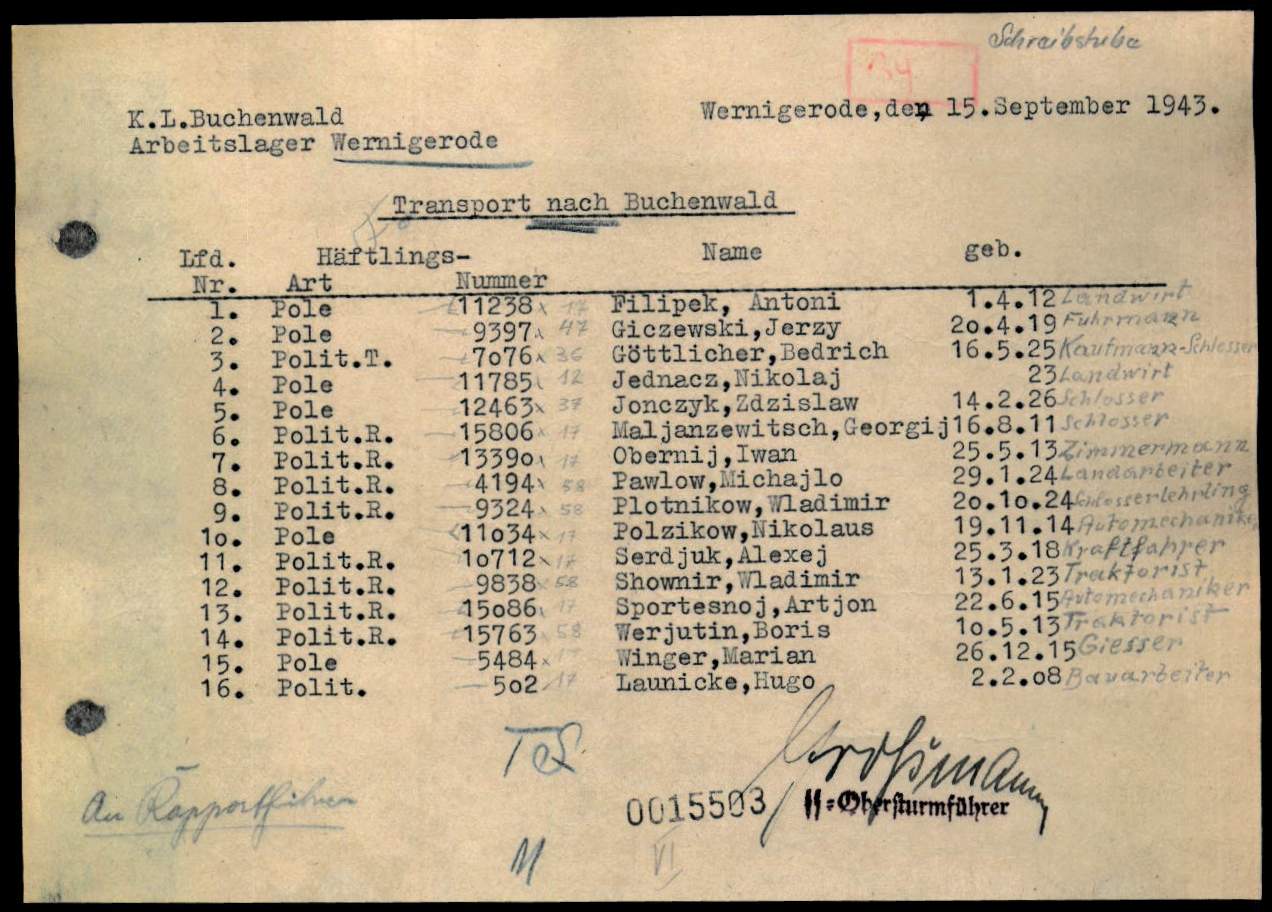 Schreibstube
34
K.L.Buchenwald
Wernigerode,den 15.September 1943.
Arbeitslager Wernigerode
Transport nach Buchenwald
Lfd. Häftlings- Name geb.
Nr. Art Nummer
1. Pole 11238 17 Filipek, Antoni 1.4.12 Landwirt
2. Pole 9397 47 Giczewski,Jerzy 2o.4.19 Fuhrmann
3. Polit.T. 7o76 36 Göttlicher,Bedrich 16.5.25 Kaufmann-Schlosser
4. Pole 11785 12 Jednacz,Nikolaj 23 Landwirt
5. Pole 12463 37 Jonczyk,Zdzislaw 14.2.26 Schlosser
6. Polit.R. 15806 17 Maljanzewitsch,Georgij 16.8.11 Schlosser
7. Polit.R. 1339o 17 Obernij,Iwan 25.5.13 Zimmermann
8. Polit.R. 4194 58 Pawlow,Michajlo 29.1.24 Landarbeiter
9. Polit.R. 9324 58 Plotnikow,Wladimir 2o.1o.24 Schlosserlehrling
1o. Pole 11o34 17 Polzikow,Nikolaus 19.11.14 Automechaniker
11. Polit.R. 1o712 17 Serdjuk,Alexej 25.3.18 Kraftfahrer
12. Polit.R. 9838 58 Shownir,Wladimir 13.1.23 Traktorist
13. Polit.R. 15o86 17 Sportesnoj,Artjon 22.6.15 Automechaniker
14. Polit.R. 15763 58 Werjutin,Boris 1o.5.13 Traktorist
15. Pole 5484 Winger,Marian 26.12.15 Giesser
16. Polit. 5o2 17 Launicke,Hugo 2.2.o8 Bauarbeiter
Großmann
An Rapportführer
0015503
SS-Obersturmführer
VI